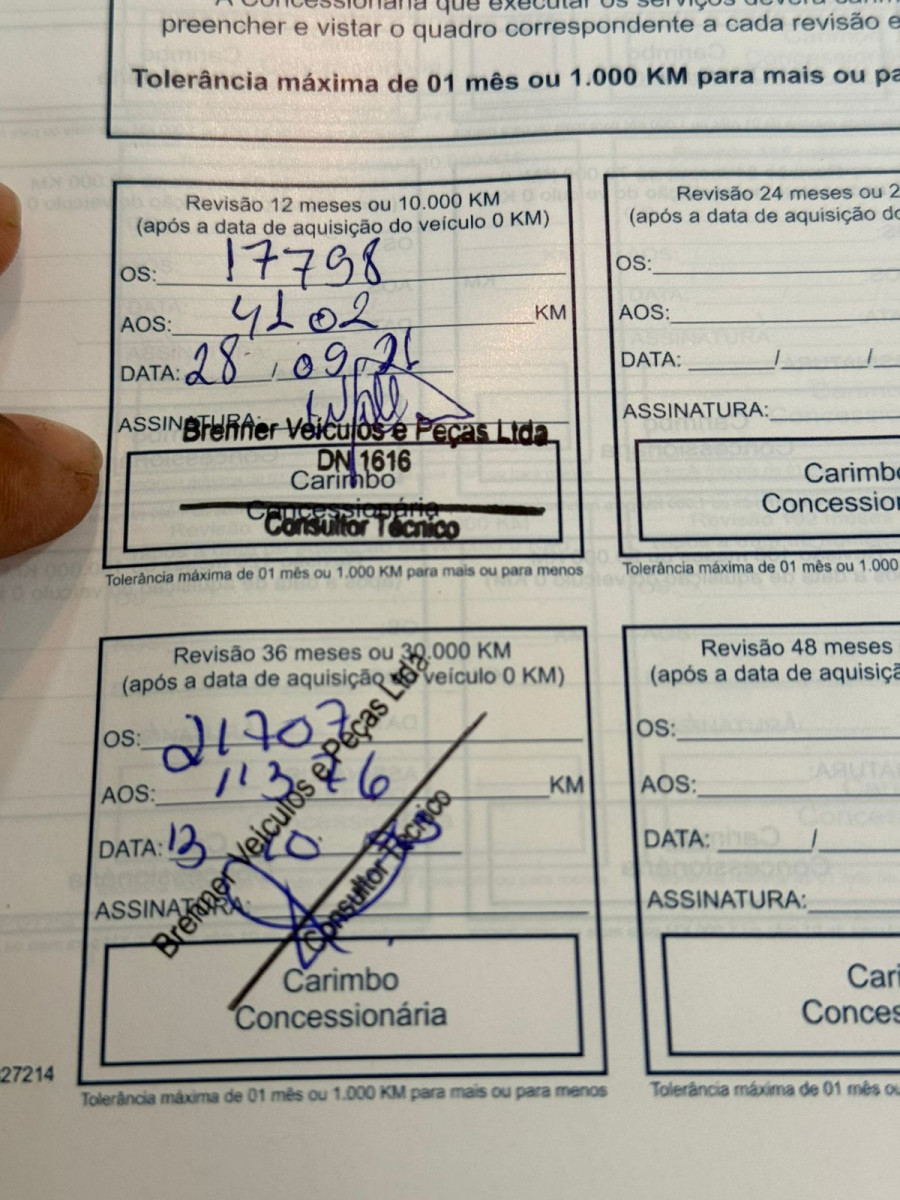 A Concessionária que executar os serviços deverá
preencher e vistar o quadro correspondente a cada revisão e
Tolerância máxima de 01 mês ou 1.000 KM para mais ou pa
Revisão 12 meses ou 10.000 KM
(após a data de aquisição do veículo 0 KM)
OS: 17798
AOS: 4102 KM
DATA: 28 / 09 21
ASSINATURA:
Brenner Veículos e Peças Ltda
DN 1616
Carimbo
Concessionária
Consultor Técnico
Tolerância máxima de 01 mês ou 1.000 KM para mais ou para menos
Revisão 24 meses ou 2
(após a data de aquisição do
OS:
AOS:
DATA: / /
ASSINATURA:
Carimbo
Concession
Tolerância máxima de 01 mês ou 1.000
Revisão 36 meses ou 30.000 KM
(após a data de aquisição do veículo 0 KM)
OS: 21707
AOS: 11376 KM
DATA: 13 10
ASSINATURA:
Brenner Veículos e Peças Ltda
Consultor Técnico
Carimbo
Concessionária
Tolerância máxima de 01 mês ou 1.000 KM para mais ou para menos
Revisão 48 meses
(após a data de aquisiçã
OS:
AOS:
DATA: /
ASSINATURA:
Cari
Conces
Tolerância máxima de 01 mês ou
27214